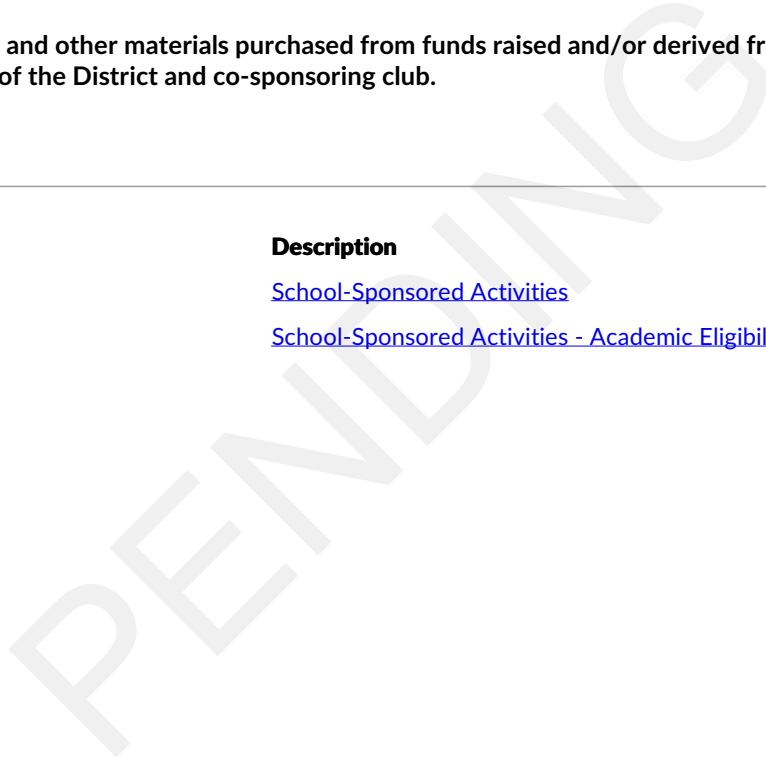 and other materials purchased from funds raised and/or derived fr
of the District and co-sponsoring club.
Description
School-Sponsored Activities
School-Sponsored Activities - Academic Eligibil
PENDING